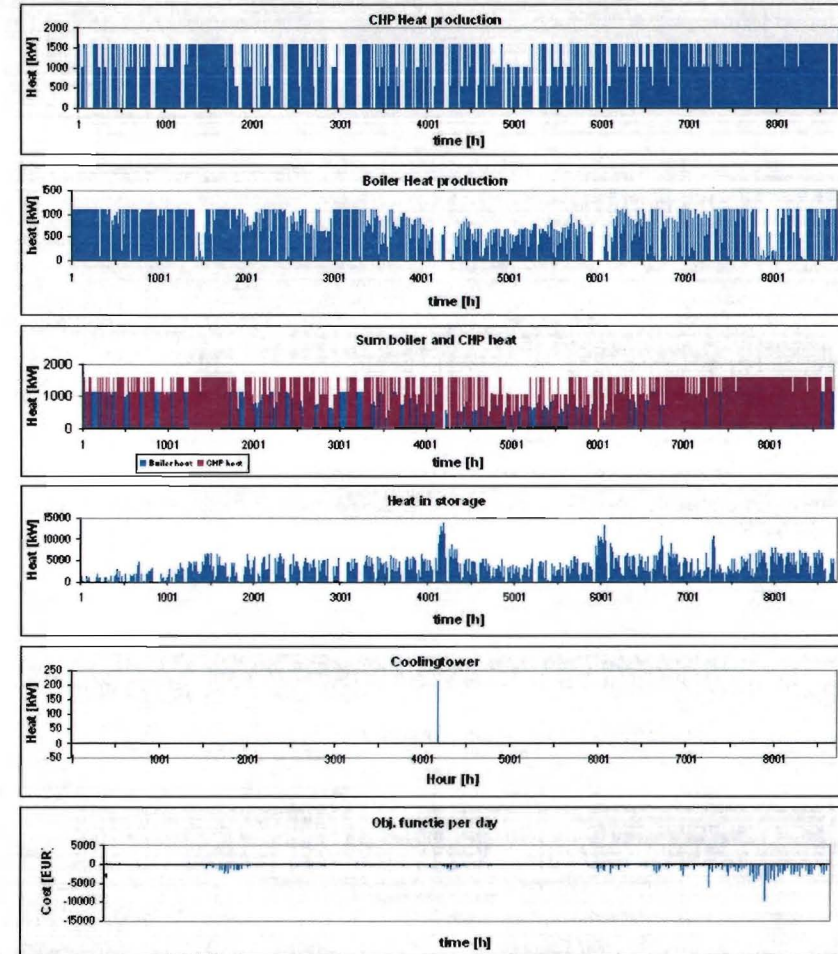 CHP Heat production
2000
1500
1000
500
0
Heat [kW]
1 1001 2001 3001 4001 5001 6001 7001 8001
time [h]
Boiler Heat production
1500
1000
500
0
heat [kW]
1 1001 2001 3001 4001 5001 6001 7001 8001
time [h]
Sum boiler and CHP heat
2000
1000
0
Heat [kW]
1 1001 2001 3001 4001 5001 6001 7001 8001
Boiler heat CHP heat
time [h]
Heat in storage
15000
10000
5000
0
Heat [kW]
1 1001 2001 3001 4001 5001 6001 7001 8001
time [h]
Coolingtower
250
200
150
100
50
0
-50
Heat [kW]
1 1001 2001 3001 4001 5001 6001 7001 8001
Hour [h]
Obj. functie per day
5000
0
-5000
-10000
-15000
Cost [EUR]
time [h]